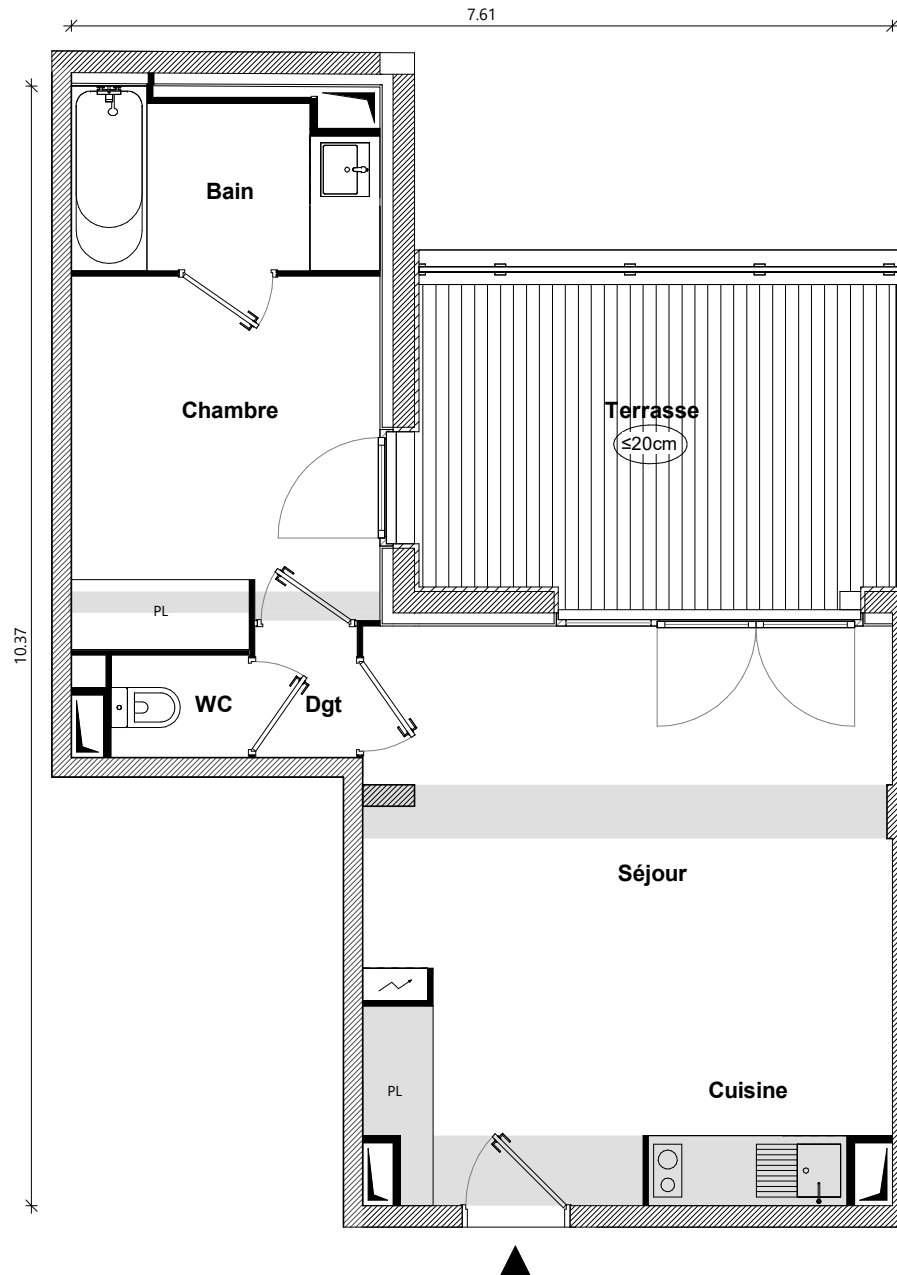 7.61
Bain
Chambre
Terrasse
≤20cm
PL
10.37
WC
Dgt
Séjour
PL
Cuisine